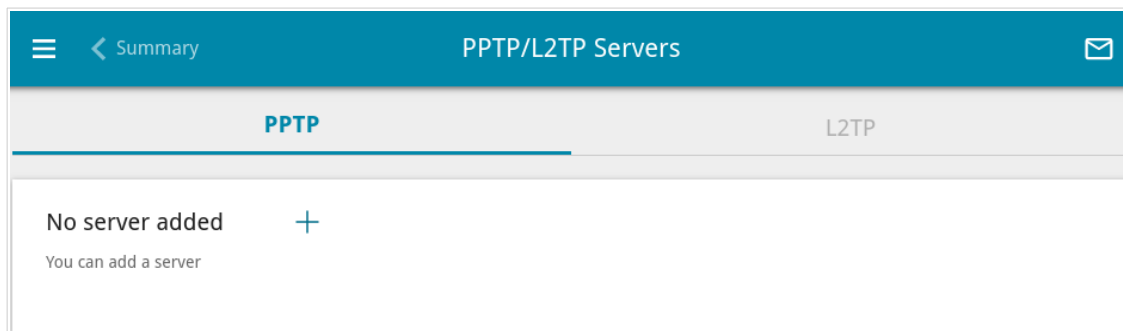 Summary
PPTP/L2TP Servers
PPTP
L2TP
No server added
You can add a server